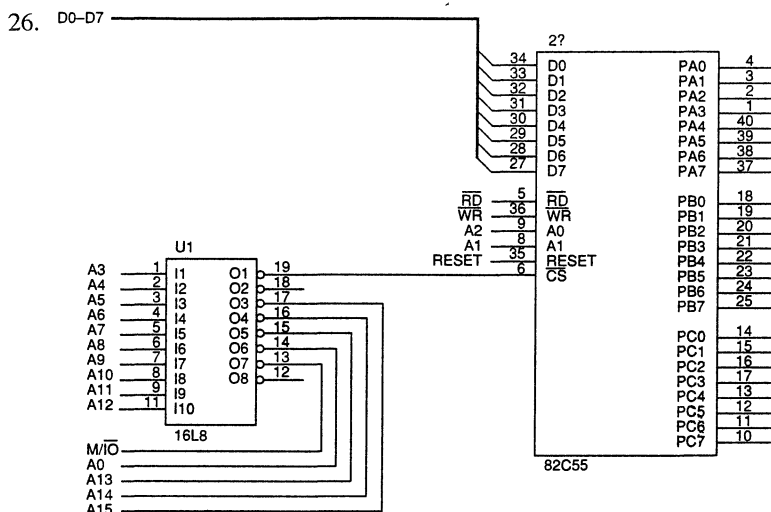 26. D0–D7
2?
34 D0 PA0 4
33 D1 PA1 3
32 D2 PA2 2
31 D3 PA3 1
30 D4 PA4 40
29 D5 PA5 39
28 D6 PA6 38
27 D7 PA7 37
RD 5 RD PB0 18
WR 36 WR PB1 19
A2 9 A0 PB2 20
A1 8 A1 PB3 21
RESET 35 RESET PB4 22
6 CS PB5 23
PB6 24
PB7 25
PC0 14
PC1 15
PC2 16
PC3 17
PC4 13
PC5 12
PC6 11
PC7 10
82C55
U1
A3 1 I1 O1 19
A4 2 I2 O2 18
A5 3 I3 O3 17
A6 4 I4 O4 16
A7 5 I5 O5 15
A8 6 I6 O6 14
A9 7 I7 O7 13
A10 8 I8 O8 12
A11 9 I9
A12 11 I10
16L8
M/IO
A0
A13
A14
A15